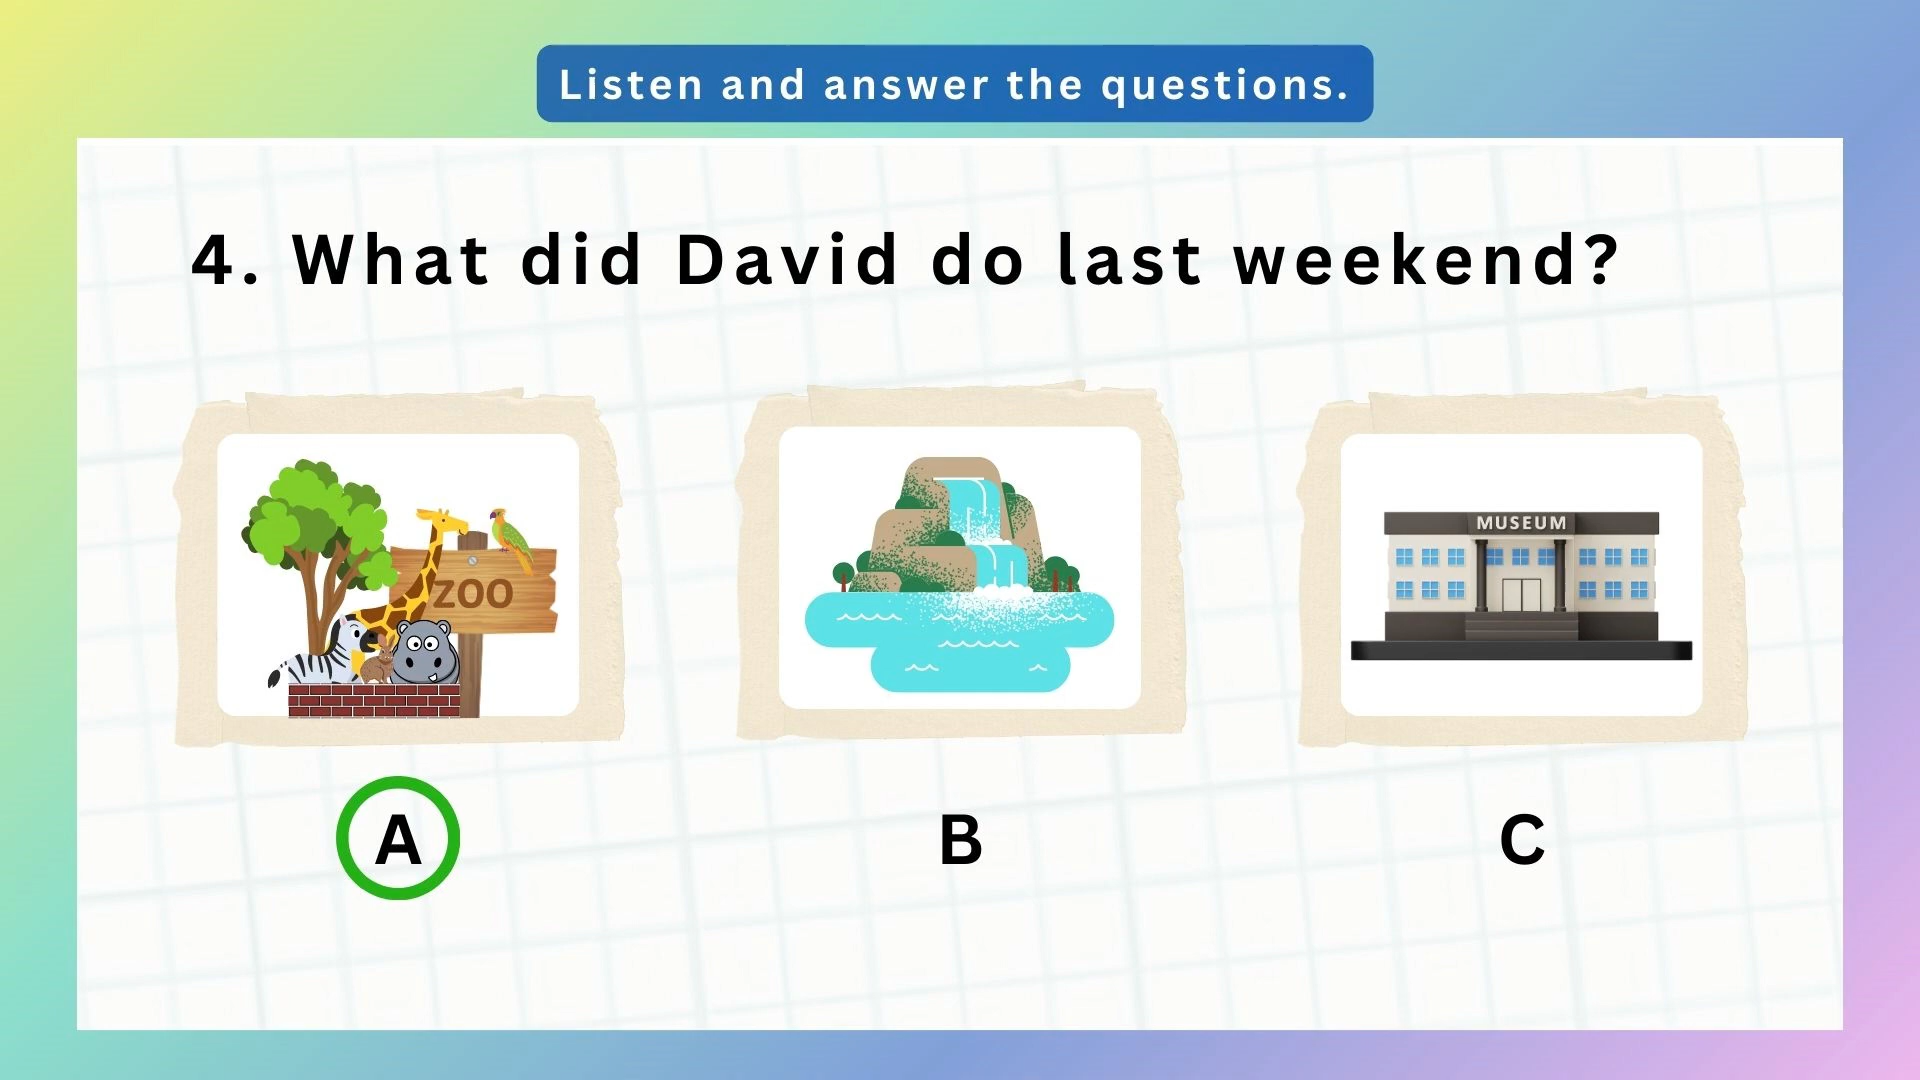 Listen and answer the questions.
4. What did David do last weekend?
ZOO
MUSEUM
A
B
C